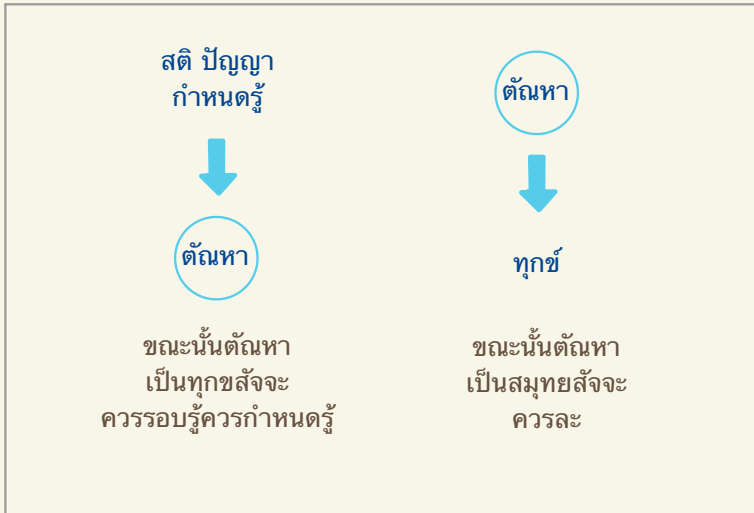 สติ ปัญญา
กำหนดรู้
ตัณหา
ขณะนั้นตัณหา
เป็นทุกขสัจจะ
ควรรอบรู้ควรกำหนดรู้
ตัณหา
ทุกข์
ขณะนั้นตัณหา
เป็นสมุทยสัจจะ
ควรละ